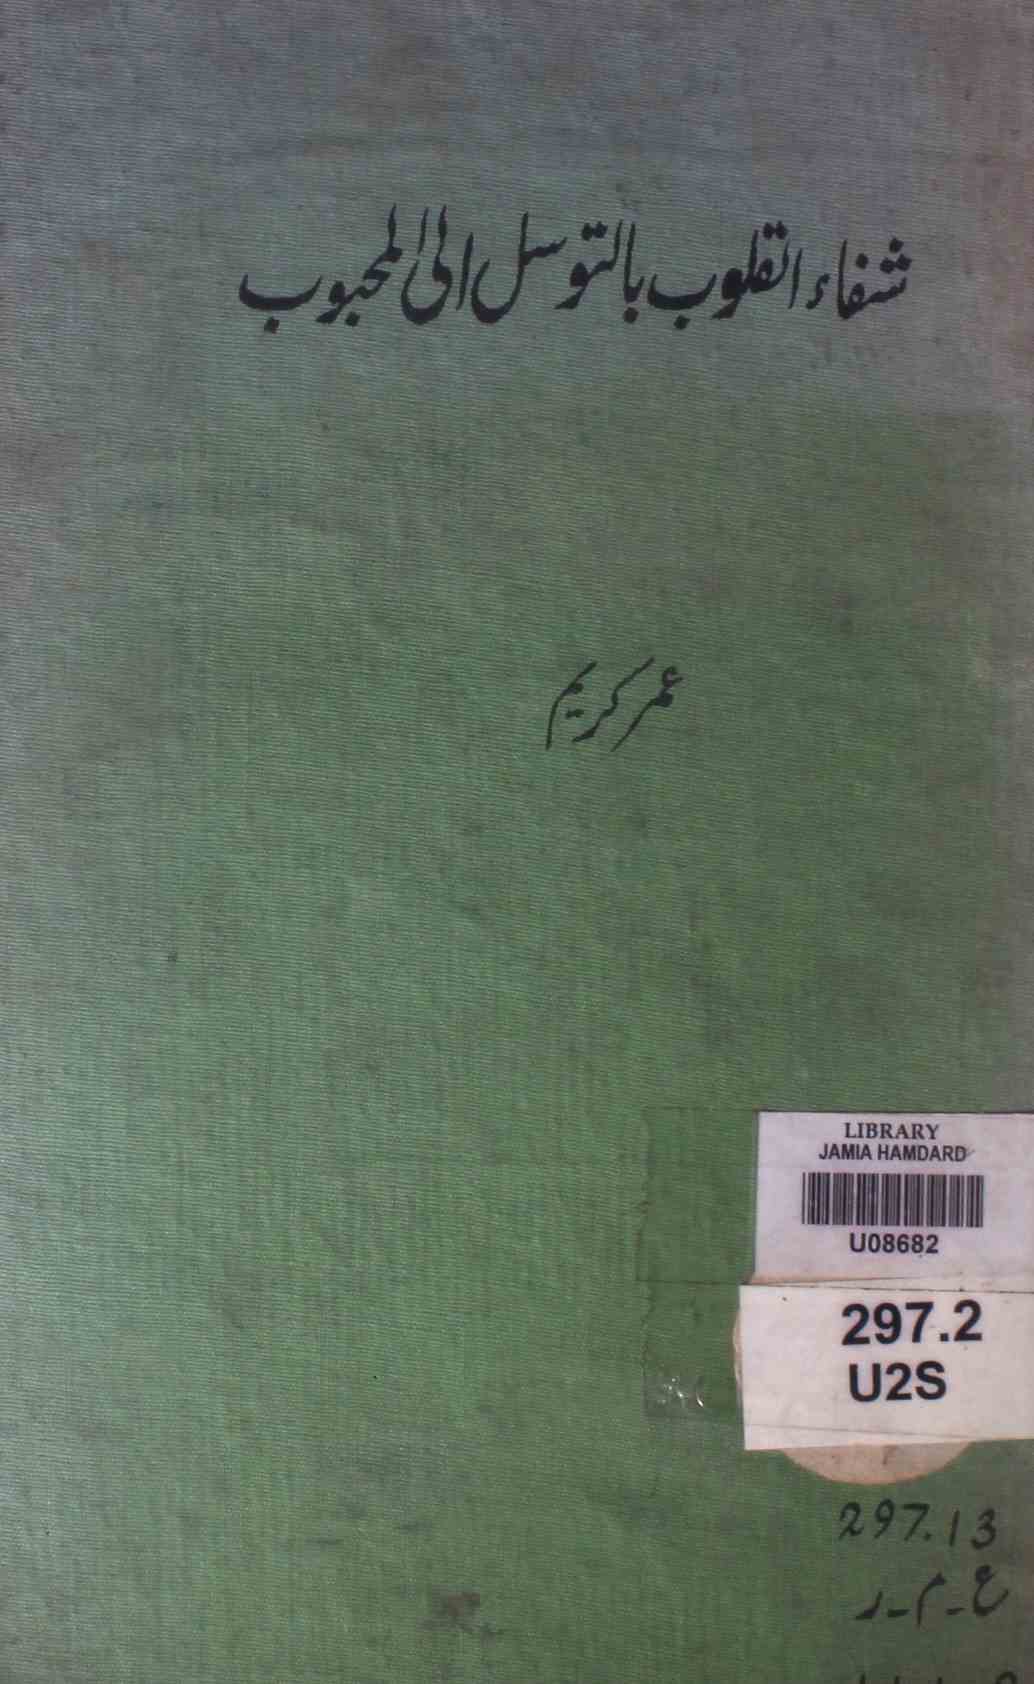 شفاء القلوب بالتوسل الی المحبوب
عمر کریم
LIBRARY
JAMIA HAMDARD
U08682
297.2
U2S
297.13
ع-م-ر